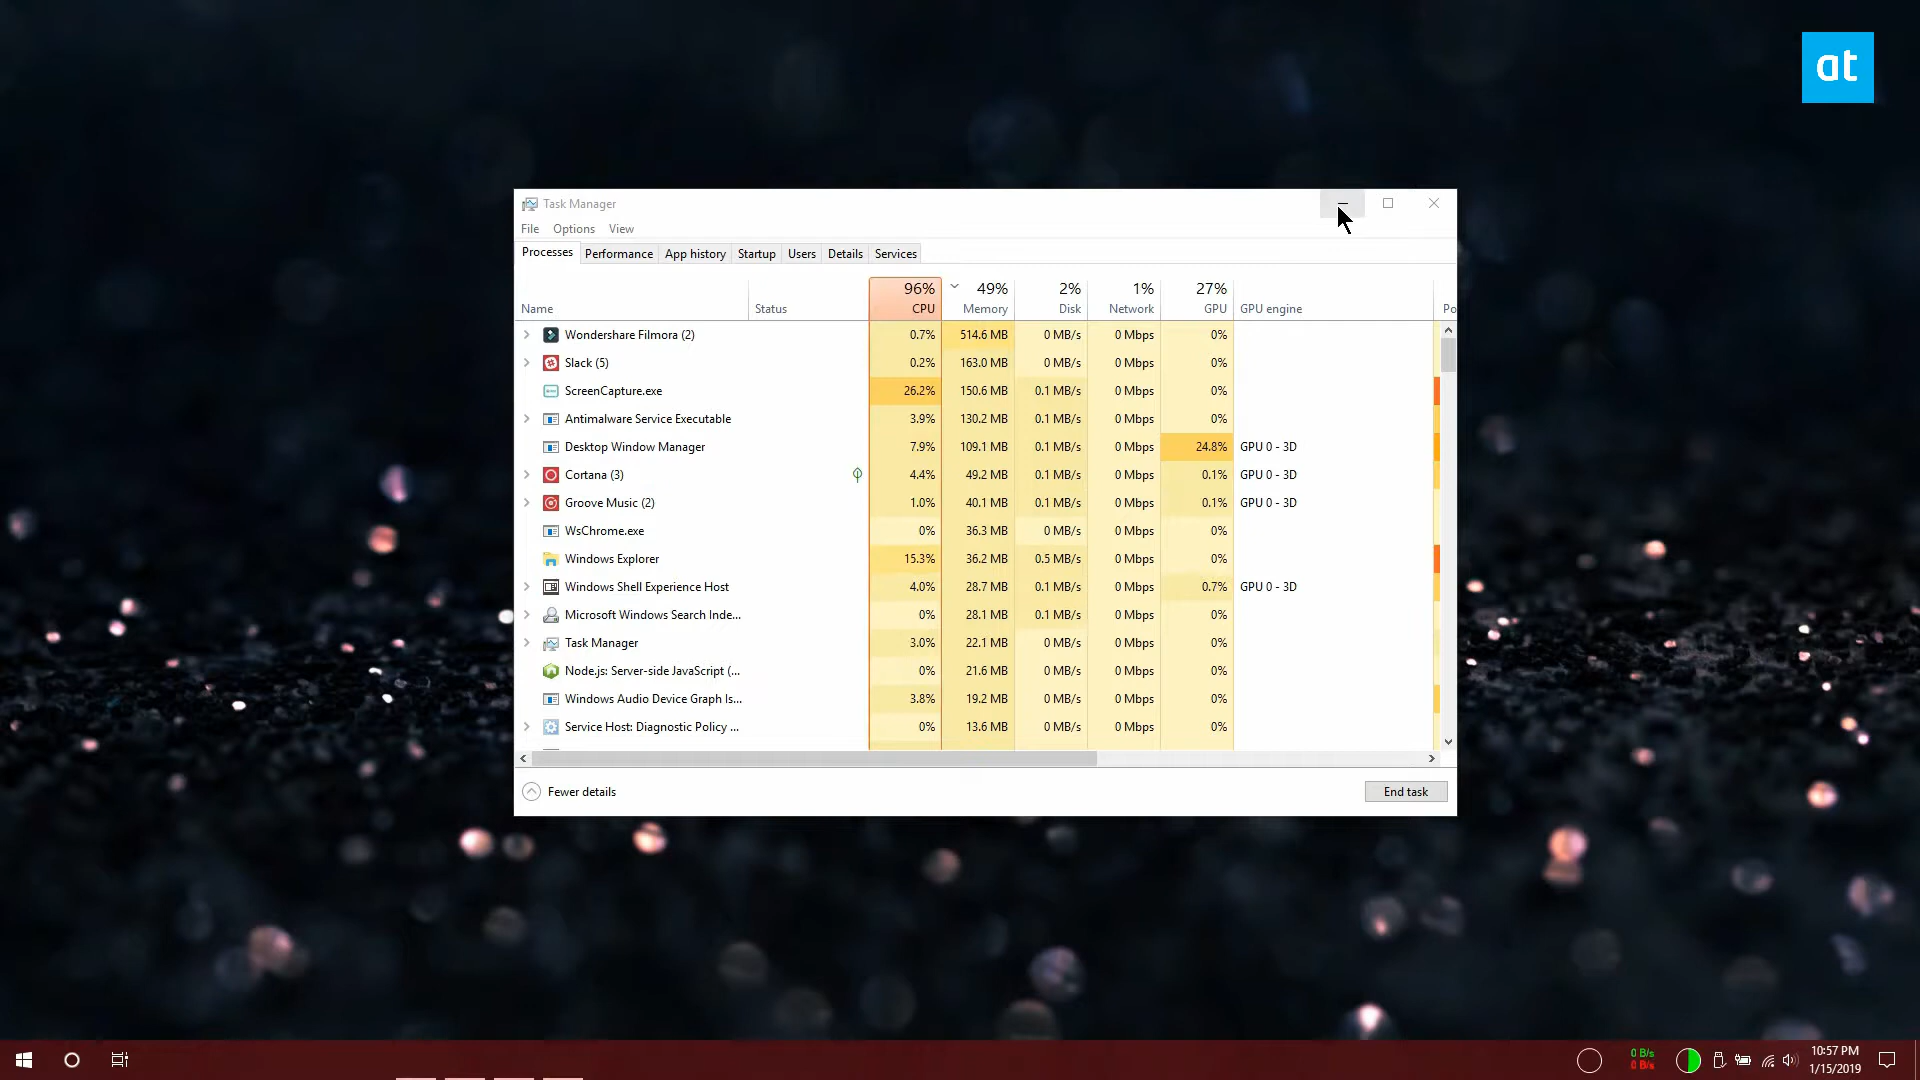 at
Task Manager
File Options View
Processes Performance App history Startup Users Details Services
96% 49% 2% 1% 27%
Name Status CPU Memory Disk Network GPU GPU engine Po
Wondershare Filmora (2) 0.7% 514.6 MB 0 MB/s 0 Mbps 0%
Slack (5) 0.2% 163.0 MB 0 MB/s 0 Mbps 0%
ScreenCapture.exe 26.2% 150.6 MB 0.1 MB/s 0 Mbps 0%
Antimalware Service Executable 3.9% 130.2 MB 0.1 MB/s 0 Mbps 0%
Desktop Window Manager 7.9% 109.1 MB 0.1 MB/s 0 Mbps 24.8% GPU 0 - 3D
Cortana (3) 4.4% 49.2 MB 0.1 MB/s 0 Mbps 0.1% GPU 0 - 3D
Groove Music (2) 1.0% 40.1 MB 0.1 MB/s 0 Mbps 0.1% GPU 0 - 3D
WsChrome.exe 0% 36.3 MB 0 MB/s 0 Mbps 0%
Windows Explorer 15.3% 36.2 MB 0.5 MB/s 0 Mbps 0%
Windows Shell Experience Host 4.0% 28.7 MB 0.1 MB/s 0 Mbps 0.7% GPU 0 - 3D
Microsoft Windows Search Inde... 0% 28.1 MB 0.1 MB/s 0 Mbps 0%
Task Manager 3.0% 22.1 MB 0 MB/s 0 Mbps 0%
Node.js: Server-side JavaScript (... 0% 21.6 MB 0 MB/s 0 Mbps 0%
Windows Audio Device Graph Is... 3.8% 19.2 MB 0 MB/s 0 Mbps 0%
Service Host: Diagnostic Policy ... 0% 13.6 MB 0 MB/s 0 Mbps 0%
Fewer details End task
0 B/s
0 B/s
10:57 PM
1/15/2019